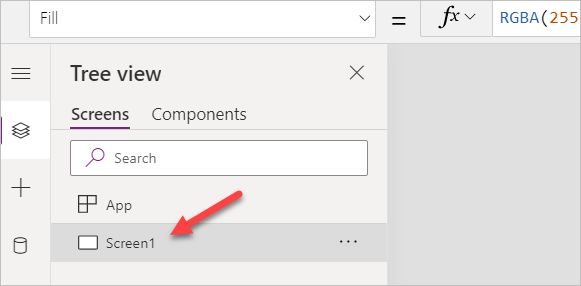 Fill = fx RGBA(255
Tree view
Screens Components
Search
App
Screen1 ...